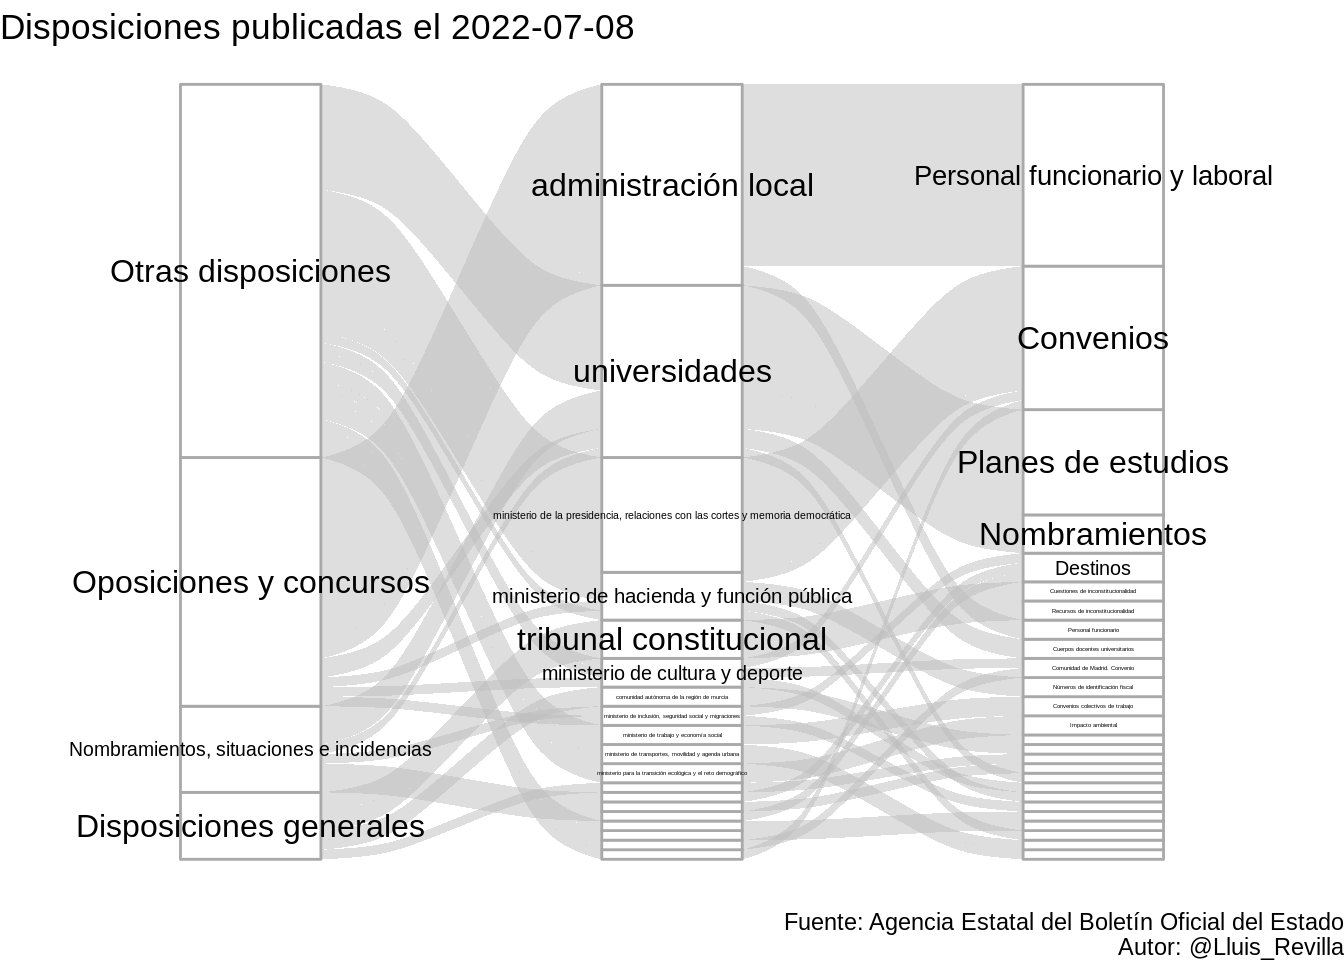 Disposiciones publicadas el 2022-07-08
Otras disposiciones
Oposiciones y concursos
Nombramientos, situaciones e incidencias
Disposiciones generales
administración local
universidades
ministerio de la presidencia, relaciones con las cortes y memoria democrática
ministerio de hacienda y función pública
tribunal constitucional
ministerio de cultura y deporte
comunidad autónoma de la región de murcia
ministerio de inclusión, seguridad social y migraciones
ministerio de trabajo y economía social
ministerio de transportes, movilidad y agenda urbana
ministerio para la transición ecológica y el reto demográfico
Personal funcionario y laboral
Convenios
Planes de estudios
Nombramientos
Destinos
Cuestiones de inconstitucionalidad
Recursos de inconstitucionalidad
Personal funcionario
Cuerpos docentes universitarios
Comunidad de Madrid. Convenio
Números de identificación fiscal
Convenios colectivos de trabajo
Impacto ambiental
Fuente: Agencia Estatal del Boletín Oficial del Estado
Autor: @Lluis_Revilla